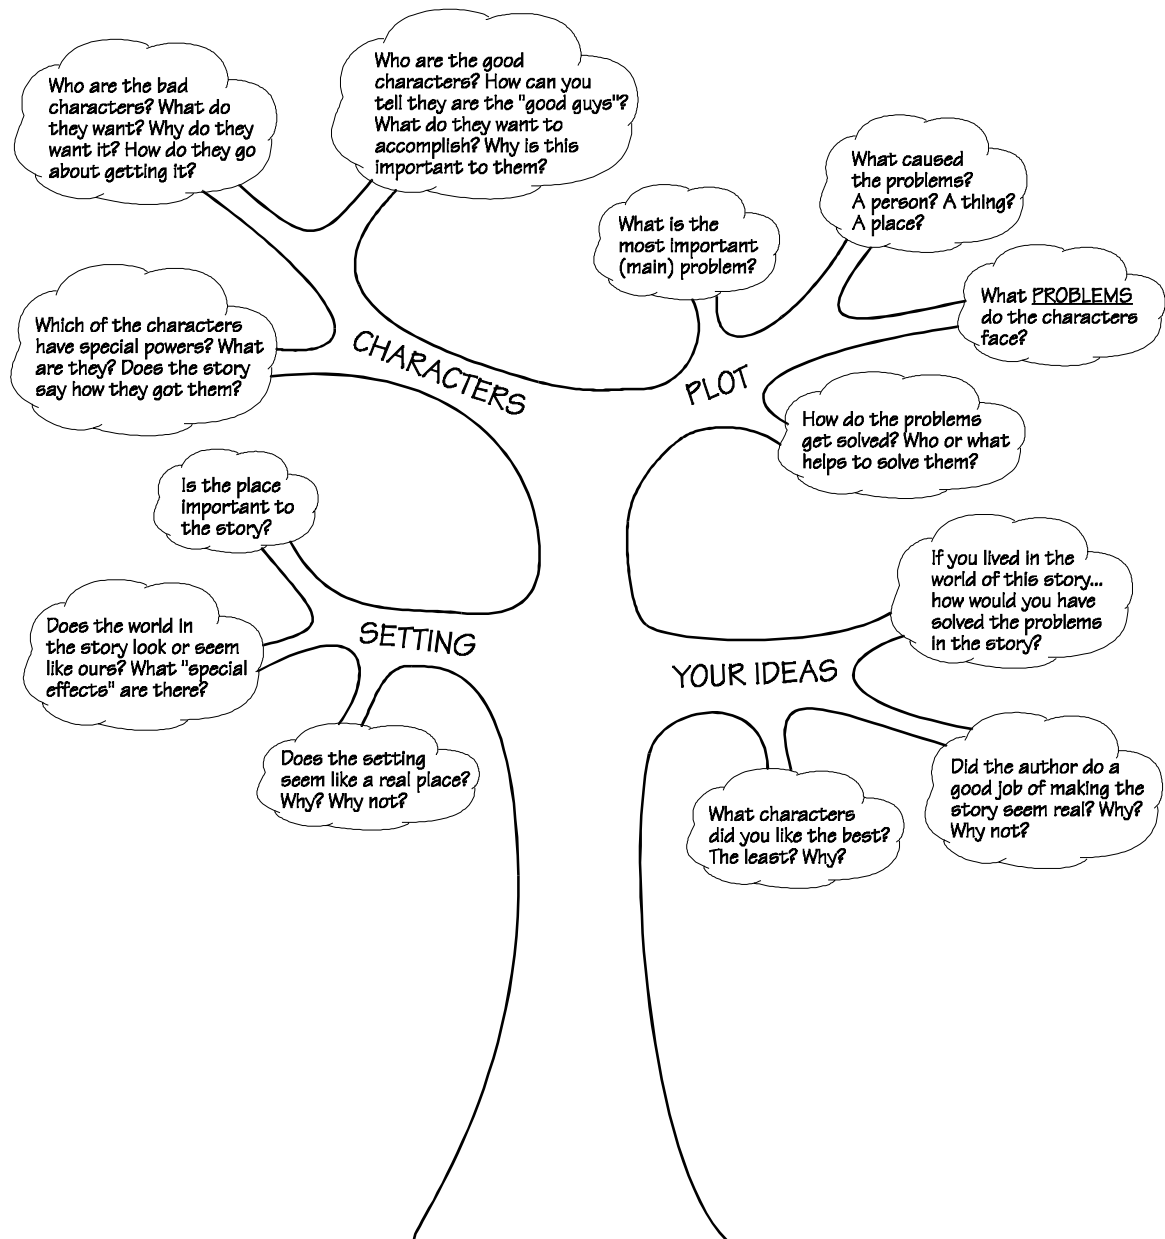 Who are the bad
characters? What do
they want? Why do they
want it? How do they go
about getting it?
Who are the good
characters? How can you
tell they are the "good guys"?
What do they want to
accomplish? Why is this
important to them?
Which of the characters
have special powers? What
are they? Does the story
say how they got them?
CHARACTERS
What is the
most important
(main) problem?
What caused
the problems?
A person? A thing?
A place?
What PROBLEMS
do the characters
face?
How do the problems
get solved? Who or what
helps to solve them?
PLOT
Is the place
important to
the story?
Does the world in
the story look or seem
like ours? What "special
effects" are there?
Does the setting
seem like a real place?
Why? Why not?
SETTING
If you lived in the
world of this story...
how would you have
solved the problems
in the story?
YOUR IDEAS
Did the author do a
good job of making the
story seem real? Why?
Why not?
What characters
did you like the best?
The least? Why?